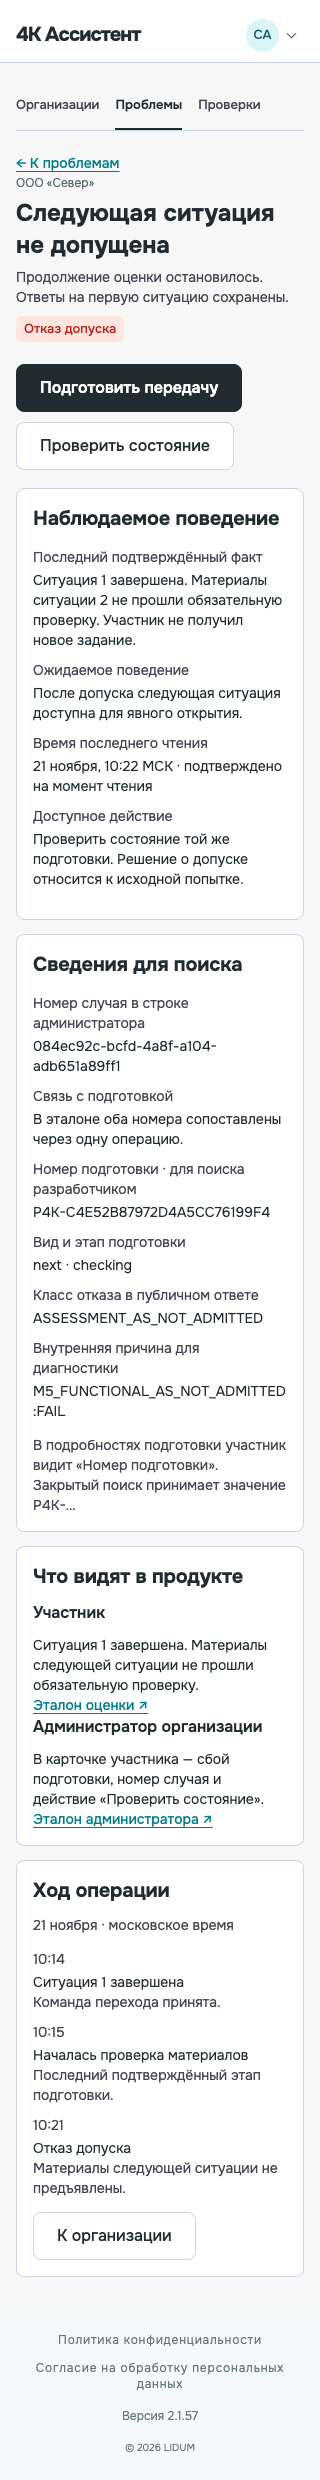 4К Ассистент
СА
Организации Проблемы Проверки
← К проблемам
ООО «Север»
Следующая ситуация
не допущена
Продолжение оценки остановилось.
Ответы на первую ситуацию сохранены.
Отказ допуска
Подготовить передачу
Проверить состояние
Наблюдаемое поведение
Последний подтверждённый факт
Ситуация 1 завершена. Материалы
ситуации 2 не прошли обязательную
проверку. Участник не получил
новое задание.
Ожидаемое поведение
После допуска следующая ситуация
доступна для явного открытия.
Время последнего чтения
21 ноября, 10:22 МСК · подтверждено
на момент чтения
Доступное действие
Проверить состояние той же
подготовки. Решение о допуске
относится к исходной попытке.
Сведения для поиска
Номер случая в строке
администратора
084ec92c-bcfd-4a8f-a104-
adb651a89ff1
Связь с подготовкой
В эталоне оба номера сопоставлены
через одну операцию.
Номер подготовки · для поиска
разработчиком
P4K-C4E52B87972D4A5CC76199F4
Вид и этап подготовки
next · checking
Класс отказа в публичном ответе
ASSESSMENT_AS_NOT_ADMITTED
Внутренняя причина для
диагностики
M5_FUNCTIONAL_AS_NOT_ADMITTED
:FAIL
В подробностях подготовки участник
видит «Номер подготовки».
Закрытый поиск принимает значение
P4K-…
Что видят в продукте
Участник
Ситуация 1 завершена. Материалы
следующей ситуации не прошли
обязательную проверку.
Эталон оценки ↗
Администратор организации
В карточке участника — сбой
подготовки, номер случая и
действие «Проверить состояние».
Эталон администратора ↗
Ход операции
21 ноября · московское время
10:14
Ситуация 1 завершена
Команда перехода принята.
10:15
Началась проверка материалов
Последний подтверждённый этап
подготовки.
10:21
Отказ допуска
Материалы следующей ситуации не
предъявлены.
К организации
Политика конфиденциальности
Согласие на обработку персональных
данных
Версия 2.1.57
© 2026 LIDUM